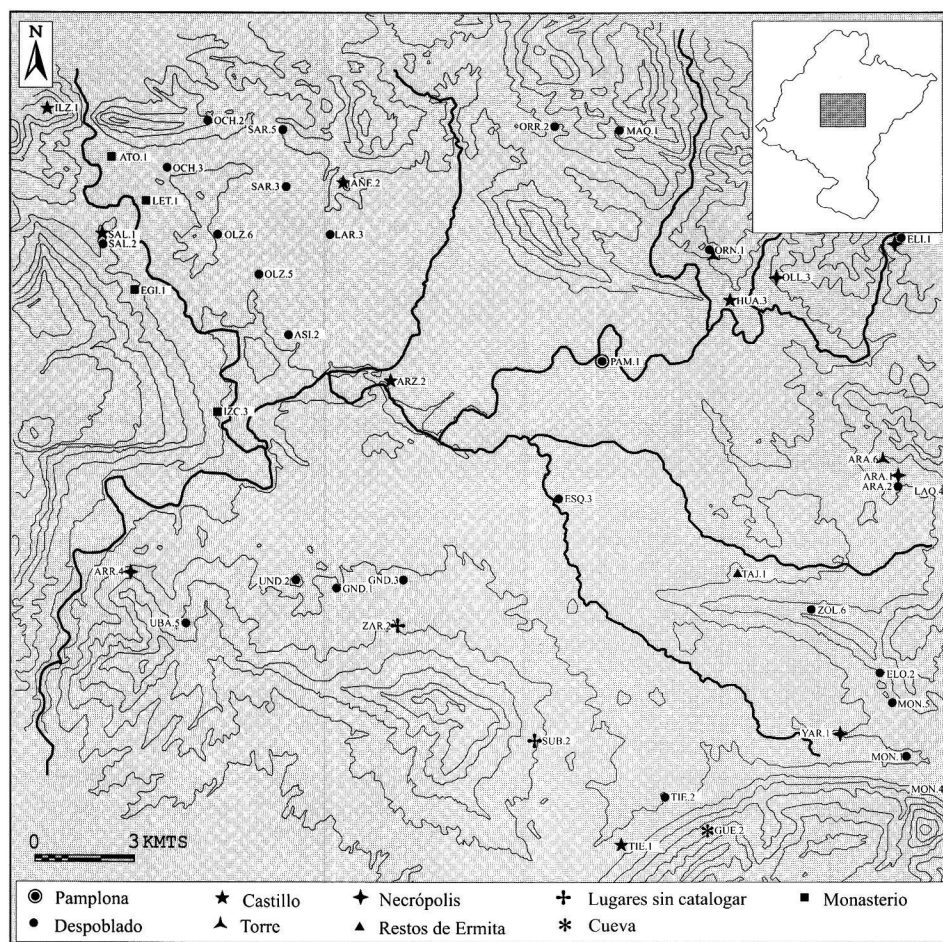 N
ILZ.1
OCH.2
SAR.5
ORR.2
MAQ.1
ATO.1
OCH.3
SAR.3
AÑE.2
LET.1
SAL.1
SAL.2
OLZ.6
LAR.3
ORN.1
ELI.1
OLZ.5
OLL.3
EGI.1
HUA.3
ASI.2
PAM.1
ARZ.2
IZC.3
ARA.6
ARA.1
ARA.2
LAQ.4
ESQ.3
ARR.4
UND.2
GND.1
GND.3
TAJ.1
UBA.5
ZAR.2
ZOL.6
ELO.2
MON.5
YAR.1
SUB.2
MON.1
MON.4
TIE.2
GUE.2
TIE.1
0 3 KMTS
Pamplona Castillo Necrópolis Lugares sin catalogar Monasterio
Despoblado Torre Restos de Ermita Cueva